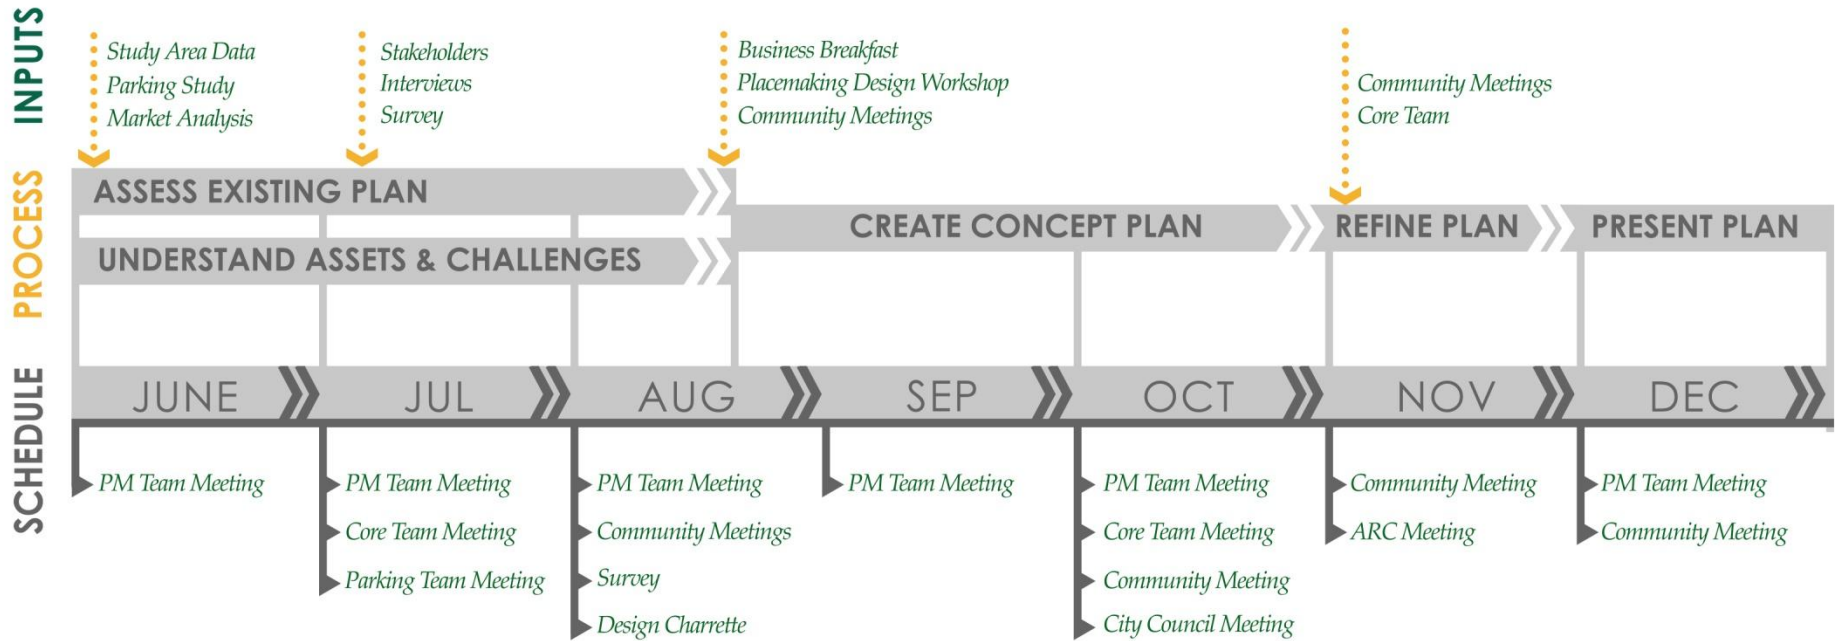 INPUTS
Study Area Data
Parking Study
Market Analysis
Stakeholders
Interviews
Survey
Business Breakfast
Placemaking Design Workshop
Community Meetings
Community Meetings
Core Team
PROCESS
ASSESS EXISTING PLAN
UNDERSTAND ASSETS & CHALLENGES
CREATE CONCEPT PLAN
REFINE PLAN
PRESENT PLAN
SCHEDULE
JUNE
JUL
AUG
SEP
OCT
NOV
DEC
PM Team Meeting
PM Team Meeting
Core Team Meeting
Parking Team Meeting
PM Team Meeting
Community Meetings
Survey
Design Charrette
PM Team Meeting
PM Team Meeting
Core Team Meeting
Community Meeting
City Council Meeting
Community Meeting
ARC Meeting
PM Team Meeting
Community Meeting